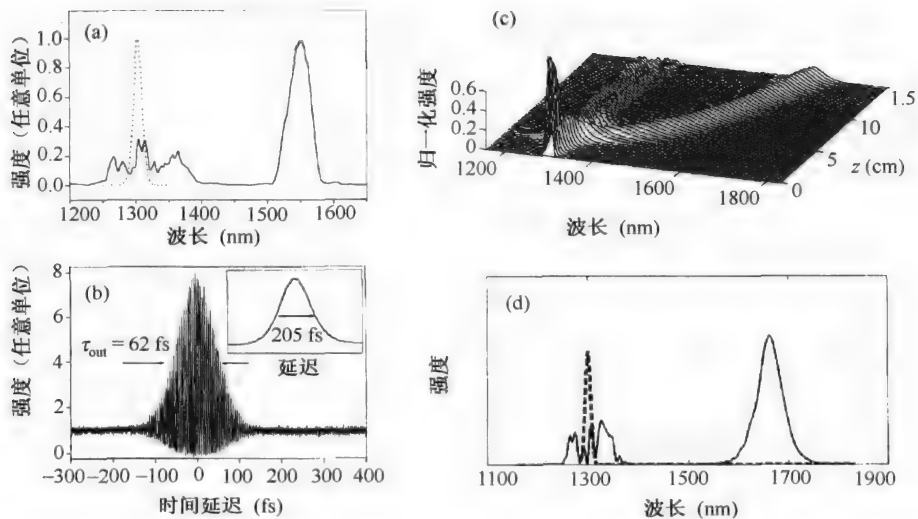 (a)
强度（任意单位）
1.0
0.8
0.6
0.4
0.2
0.0
1200
1300
1400
1500
1600
波长 (nm)
(b)
强度（任意单位）
8
6
4
2
0
τout = 62 fs
205 fs
延迟
−300
−200
−100
0
100
200
300
400
时间延迟 (fs)
(c)
归一化强度
0.6
0.4
0.2
0
1200
1400
1600
1800
波长 (nm)
0
5
10
1.5
z (cm)
(d)
强度
1100
1300
1500
1700
1900
波长 (nm)